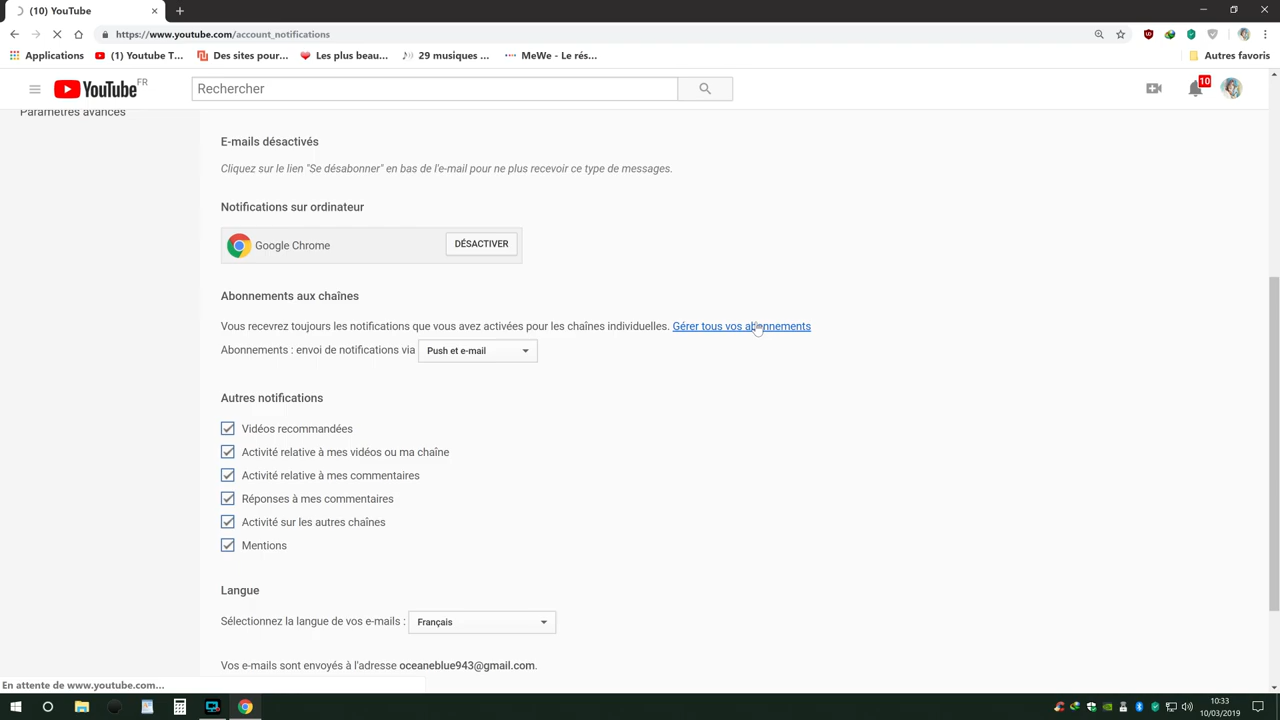 (10) YouTube
https://www.youtube.com/account_notifications
Applications
(1) Youtube T...
Des sites pour...
Les plus beau...
29 musiques ...
MeWe - Le rés...
Autres favoris
YouTube FR
Rechercher
10
Paramètres avancés
E-mails désactivés
Cliquez sur le lien "Se désabonner" en bas de l'e-mail pour ne plus recevoir ce type de messages.
Notifications sur ordinateur
Google Chrome
DÉSACTIVER
Abonnements aux chaînes
Vous recevrez toujours les notifications que vous avez activées pour les chaînes individuelles. Gérer tous vos abonnements
Abonnements : envoi de notifications via Push et e-mail
Autres notifications
Vidéos recommandées
Activité relative à mes vidéos ou ma chaîne
Activité relative à mes commentaires
Réponses à mes commentaires
Activité sur les autres chaînes
Mentions
Langue
Sélectionnez la langue de vos e-mails : Français
Vos e-mails sont envoyés à l'adresse oceaneblue943@gmail.com.
En attente de www.youtube.com...
10:33
10/03/2019